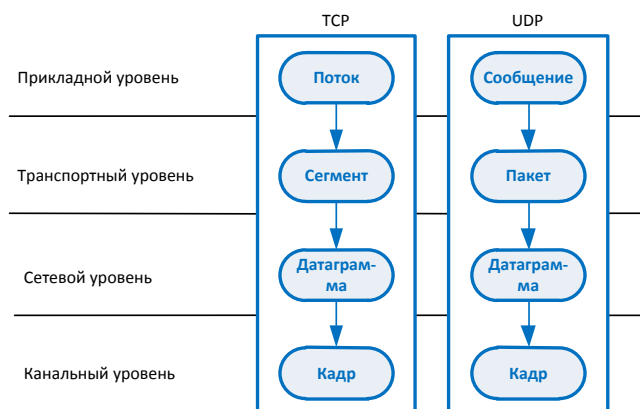 TCP
UDP
Прикладной уровень
Поток
Сообщение
Транспортный уровень
Сегмент
Пакет
Сетевой уровень
Датаграм-
ма
Датаграм-
ма
Канальный уровень
Кадр
Кадр